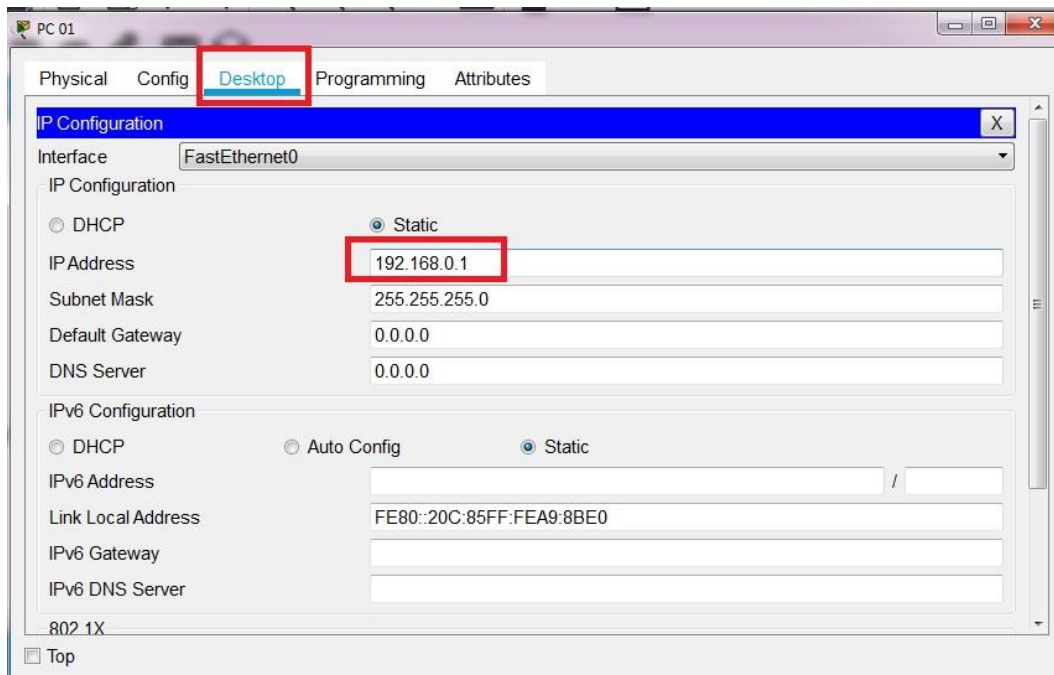 PC 01
X
Physical Config Desktop Programming Attributes
IP Configuration X
Interface FastEthernet0
IP Configuration
DHCP Static
IP Address 192.168.0.1
Subnet Mask 255.255.255.0
Default Gateway 0.0.0.0
DNS Server 0.0.0.0
IPv6 Configuration
DHCP Auto Config Static
IPv6 Address /
Link Local Address FE80::20C:85FF:FEA9:8BE0
IPv6 Gateway
IPv6 DNS Server
802.1X
Top